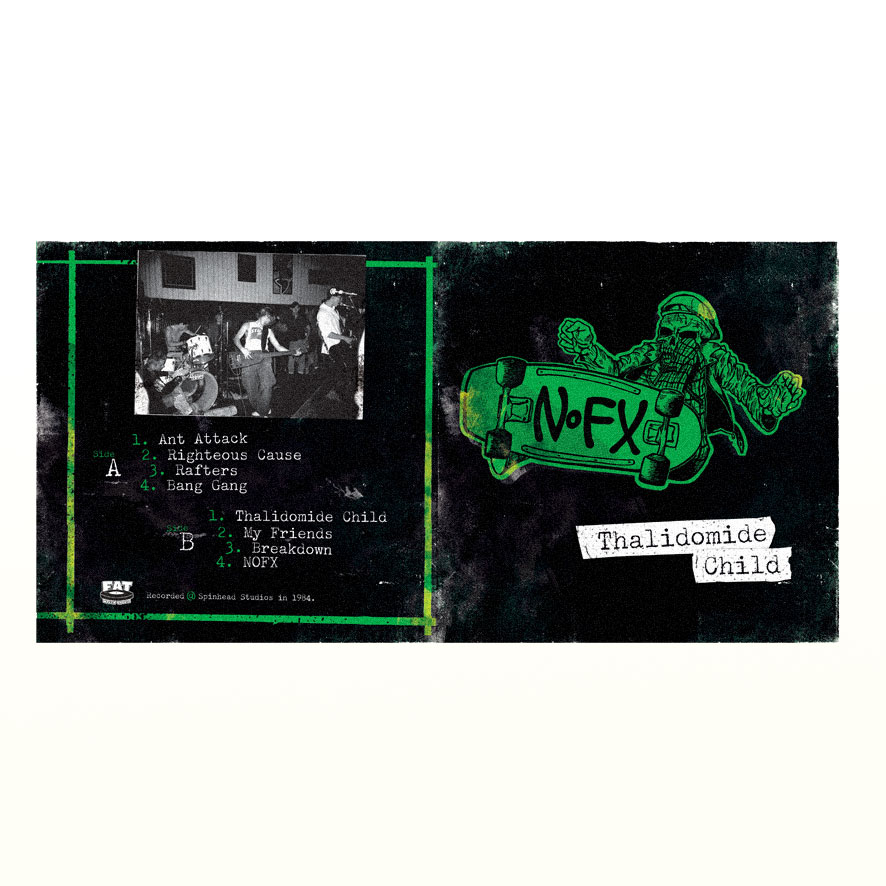 Side
A
1. Ant Attack
2. Righteous Cause
3. Rafters
4. Bang Gang
Side
B
1. Thalidomide Child
2. My Friends
3. Breakdown
4. NOFX
FAT
Recorded @ Spinhead Studios in 1984.
NoFX
Thalidomide
Child